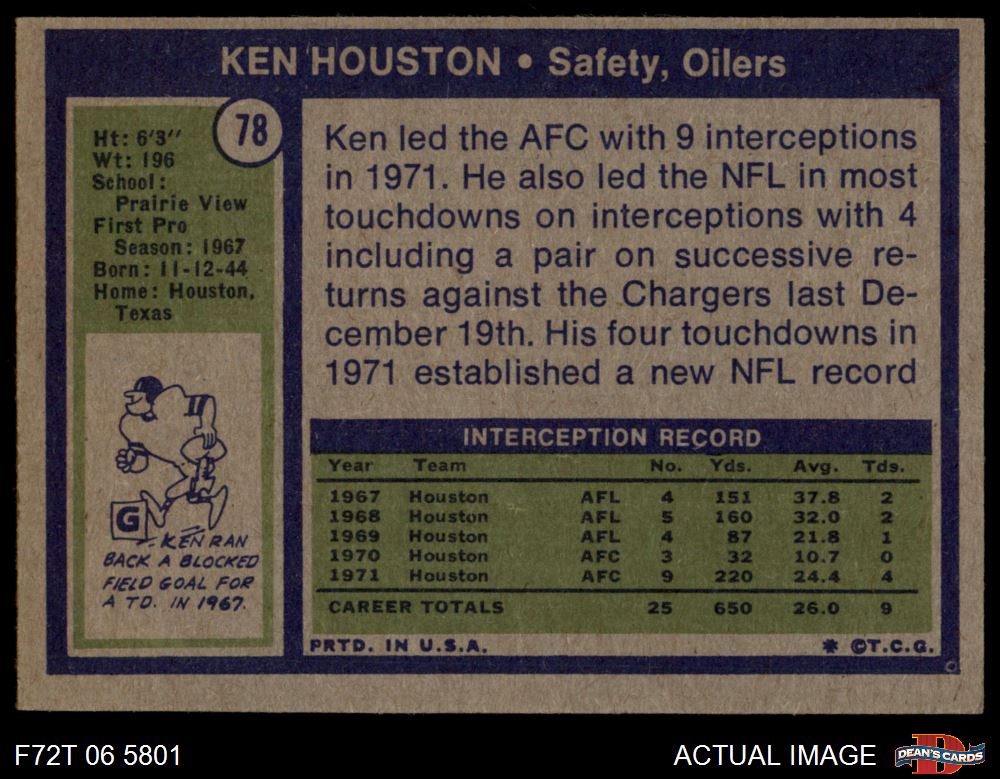 KEN HOUSTON • Safety, Oilers
78
Ht: 6'3''
Wt: 196
School:
Prairie View
First Pro
Season: 1967
Born: 11-12-44
Home: Houston,
Texas
G
KEN RAN
BACK A BLOCKED
FIELD GOAL FOR
A TD. IN 1967.
Ken led the AFC with 9 interceptions
in 1971. He also led the NFL in most
touchdowns on interceptions with 4
including a pair on successive re-
turns against the Chargers last De-
cember 19th. His four touchdowns in
1971 established a new NFL record
INTERCEPTION RECORD
Year Team No. Yds. Avg. Tds.
1967 Houston AFL 4 151 37.8 2
1968 Houston AFL 5 160 32.0 2
1969 Houston AFL 4 87 21.8 1
1970 Houston AFC 3 32 10.7 0
1971 Houston AFC 9 220 24.4 4
CAREER TOTALS 25 650 26.0 9
PRTD. IN U.S.A. * ©T.C.G.
F72T 06 5801 ACTUAL IMAGE
D
DEAN'S CARDS